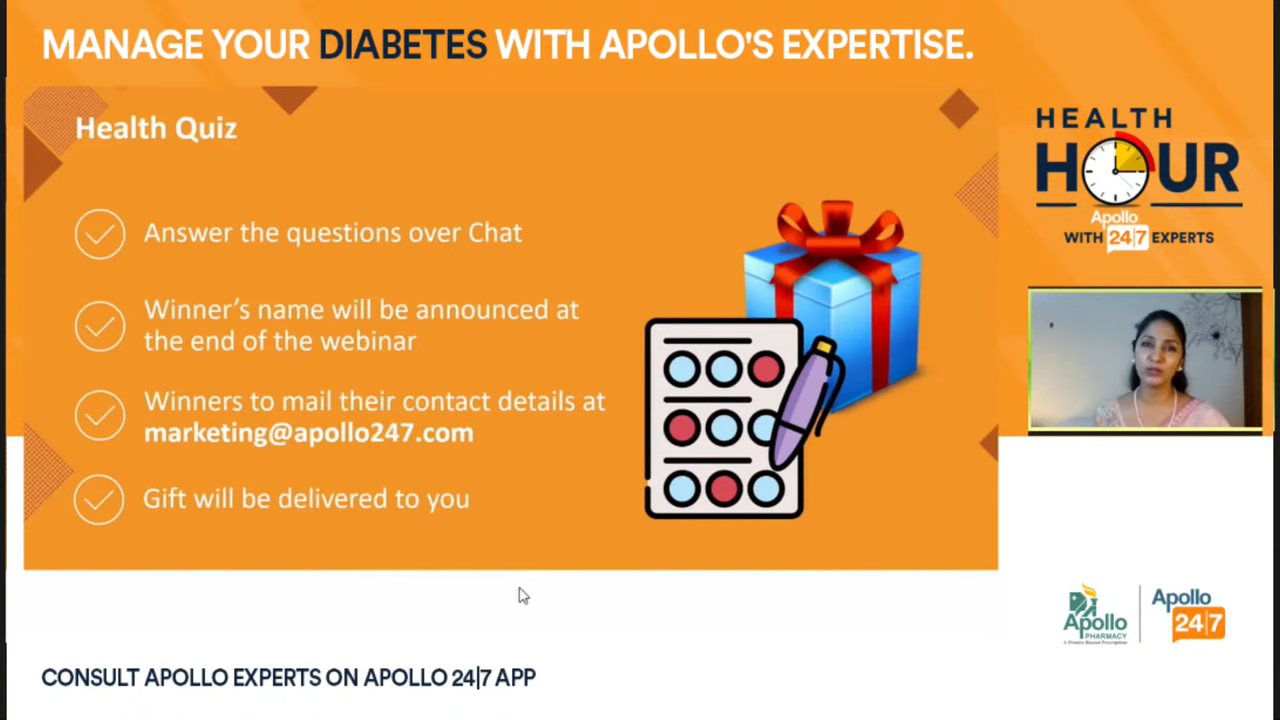 MANAGE YOUR DIABETES WITH APOLLO'S EXPERTISE.
Health Quiz
Answer the questions over Chat
Winner's name will be announced at
the end of the webinar
Winners to mail their contact details at
marketing@apollo247.com
Gift will be delivered to you
HEALTH
HOUR
Apollo
WITH 24|7 EXPERTS
Apollo
PHARMACY
Apollo
24|7
CONSULT APOLLO EXPERTS ON APOLLO 24|7 APP